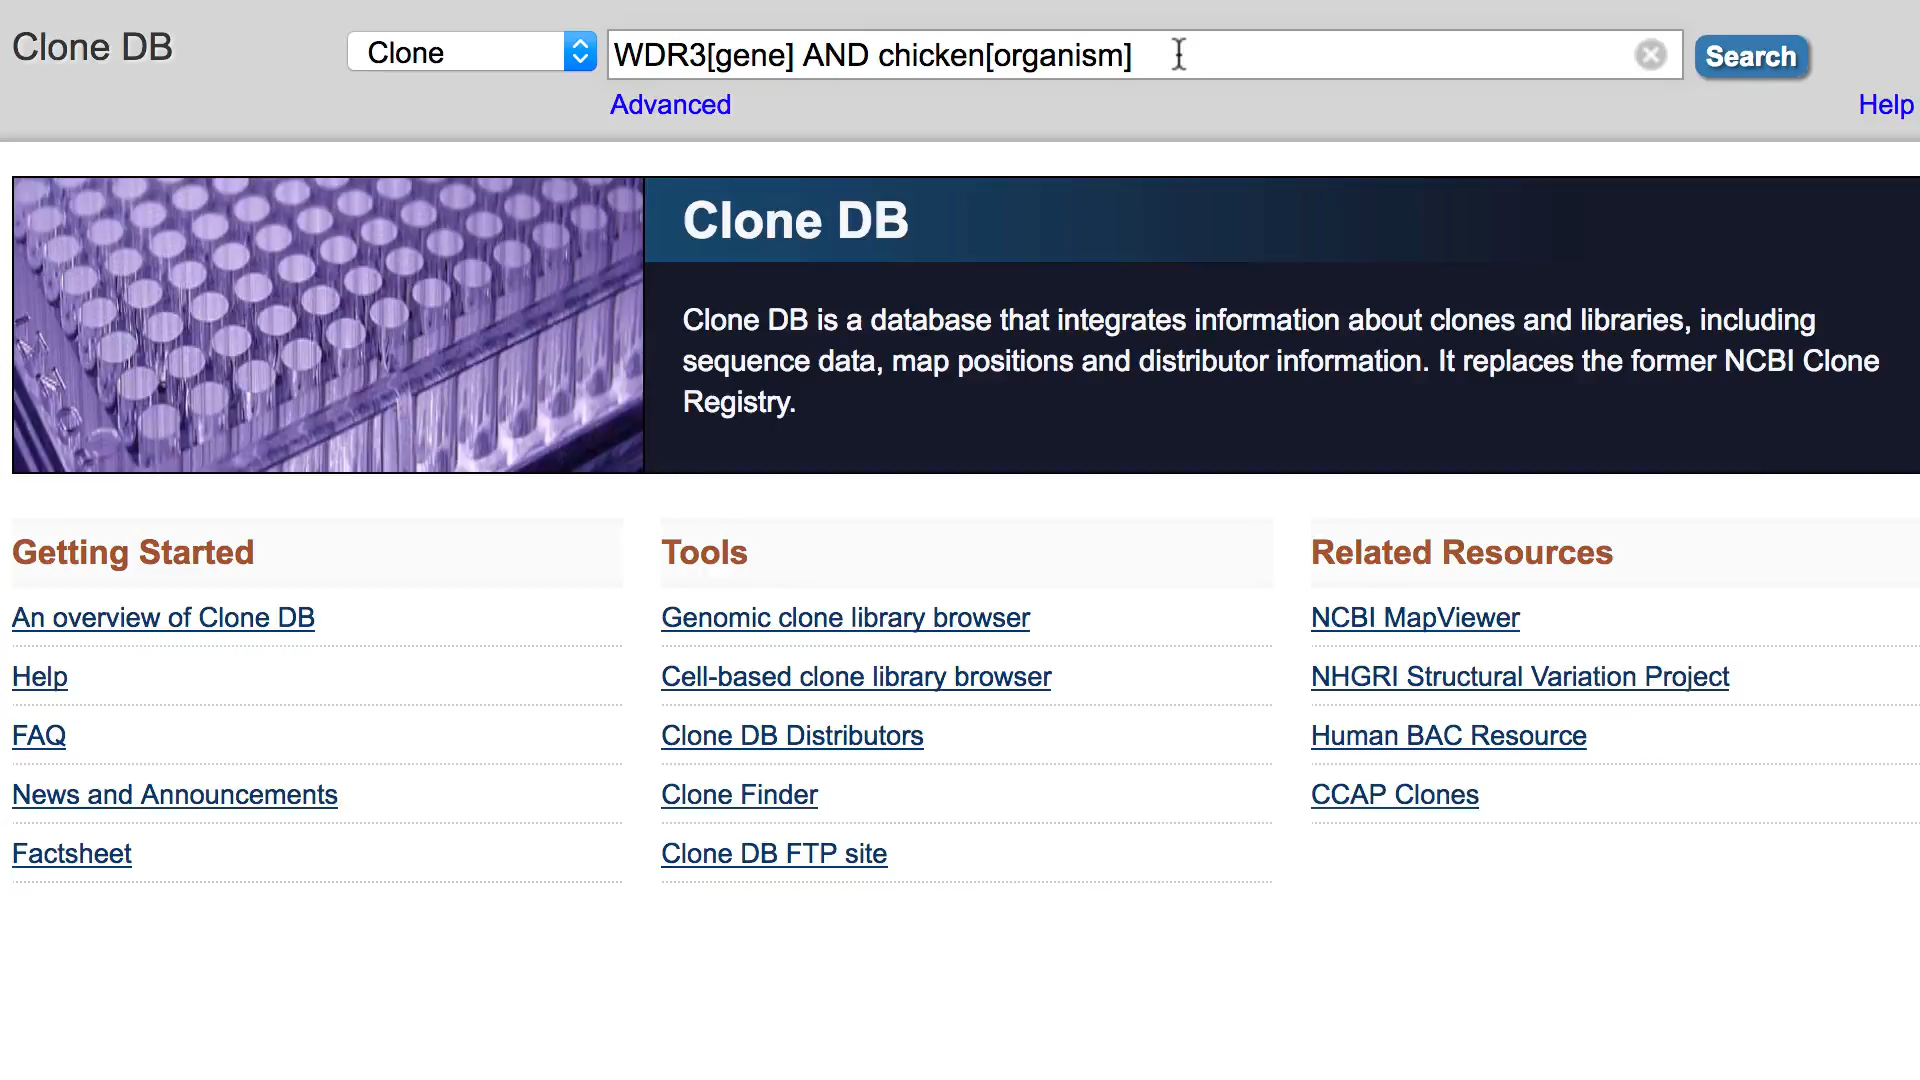 Clone DB
Clone
WDR3[gene] AND chicken[organism]
Search
Advanced
Help
Clone DB
Clone DB is a database that integrates information about clones and libraries, including
sequence data, map positions and distributor information. It replaces the former NCBI Clone
Registry.
Getting Started
An overview of Clone DB
Help
FAQ
News and Announcements
Factsheet
Tools
Genomic clone library browser
Cell-based clone library browser
Clone DB Distributors
Clone Finder
Clone DB FTP site
Related Resources
NCBI MapViewer
NHGRI Structural Variation Project
Human BAC Resource
CCAP Clones